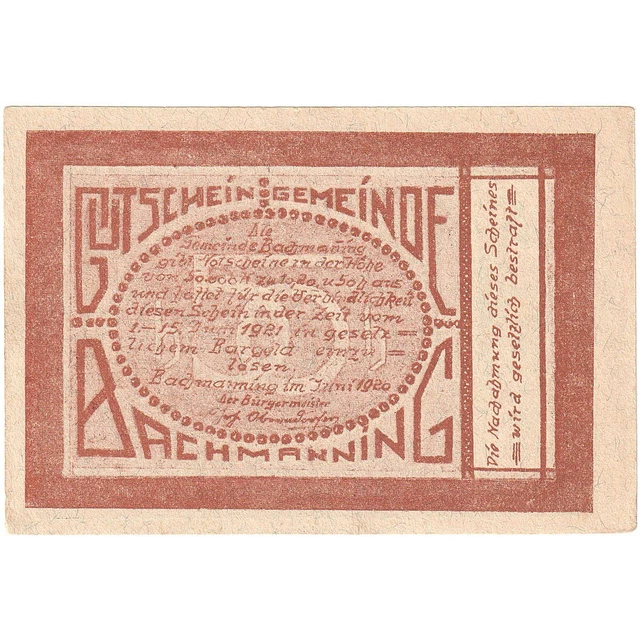 GUTSCHEIN GEMEINDE
Die
Gemeinde Bachmanning
gibt Notscheine in der Höhe
von 50000 K zu 10, 20, u 50 h aus
und haftet für die Verbindlichkeit
diesen Schein in der Zeit vom
1-15. Juni 1921 in gesetz=
lichem Bargeld einzu=
lösen.
Bachmanning im Juni 1920
Der Bürgermeister
BACHMANNING
Die Nachahmung dieses Scheines
wird gesetzlich bestraft